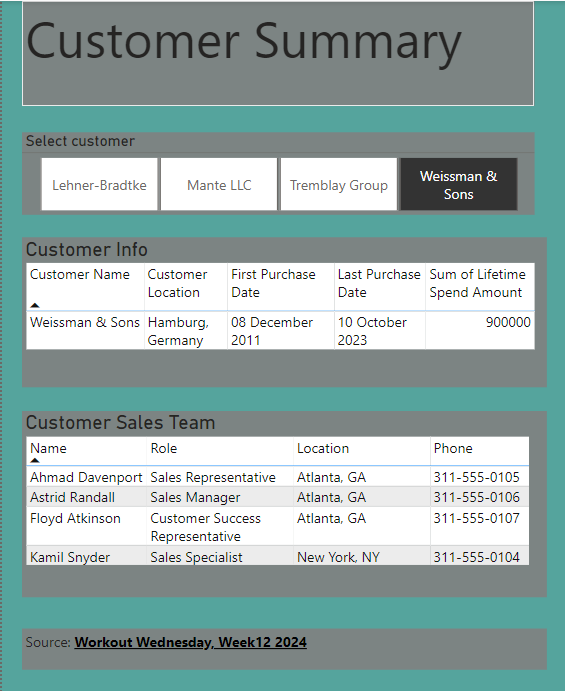 Customer Summary
Select customer
Lehner-Bradtke Mante LLC Tremblay Group Weissman &
Sons
Customer Info
Customer Name Customer First Purchase Last Purchase Sum of Lifetime
Location Date Date Spend Amount
Weissman & Sons Hamburg, 08 December 10 October 900000
Germany 2011 2023
Customer Sales Team
Name Role Location Phone
Ahmad Davenport Sales Representative Atlanta, GA 311-555-0105
Astrid Randall Sales Manager Atlanta, GA 311-555-0106
Floyd Atkinson Customer Success Atlanta, GA 311-555-0107
Representative
Kamil Snyder Sales Specialist New York, NY 311-555-0104
Source: Workout Wednesday, Week12 2024